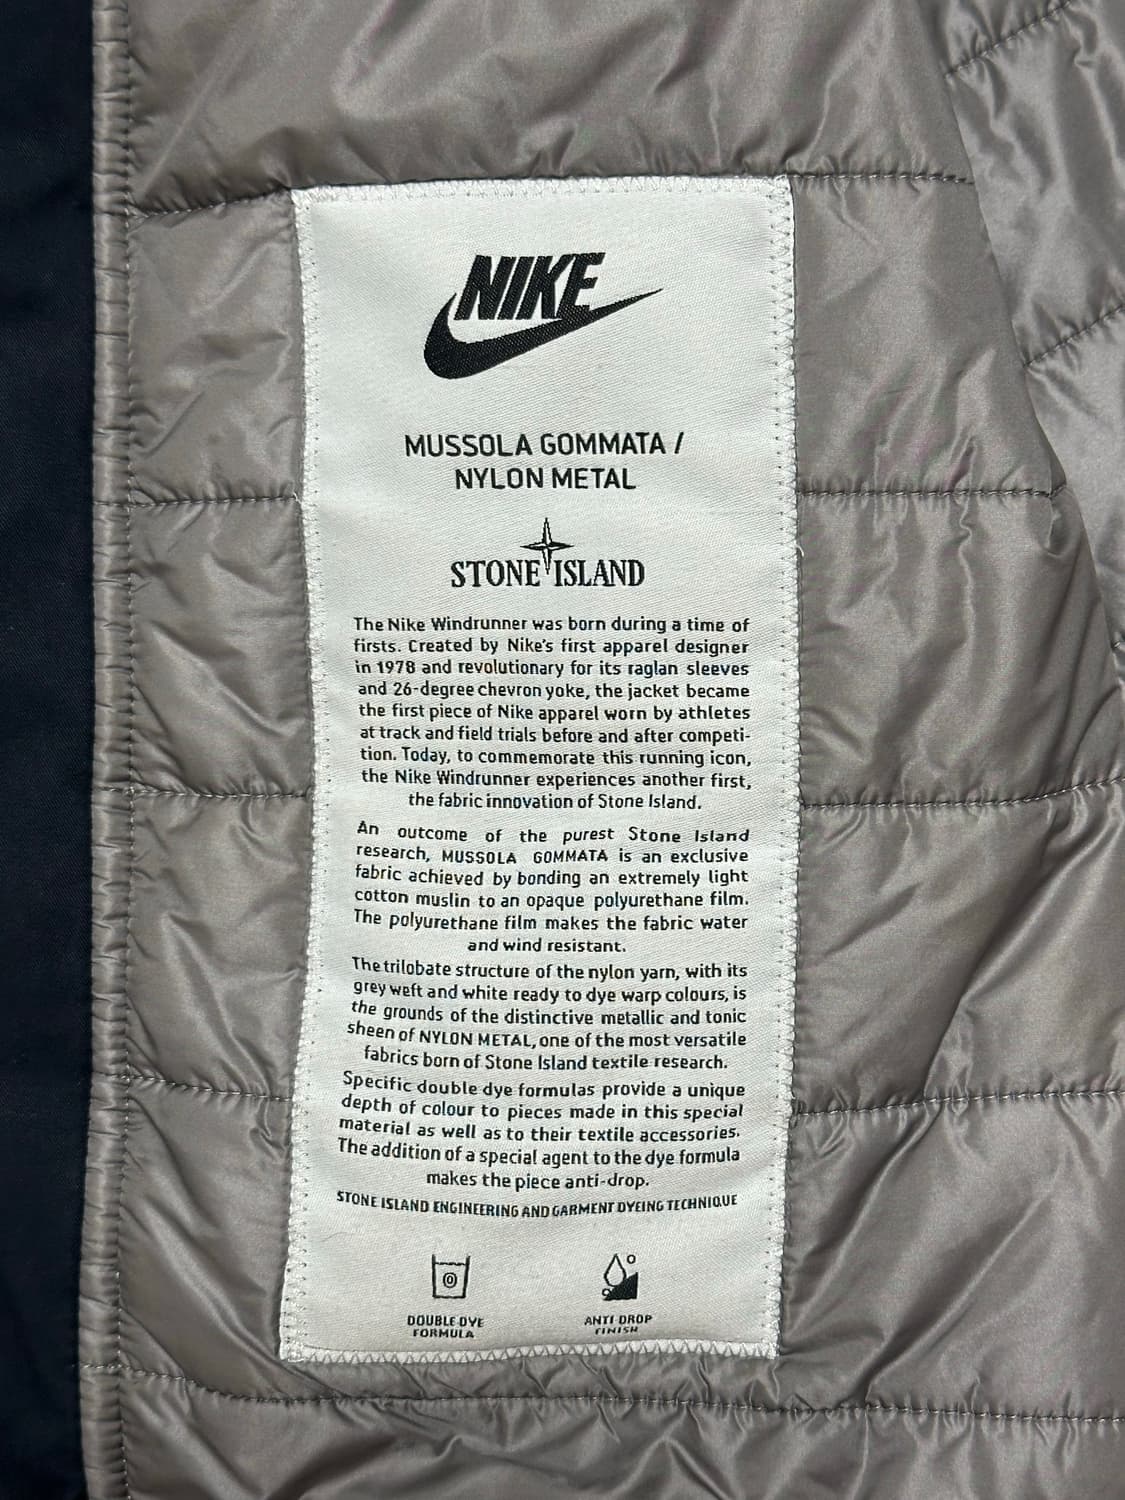 NIKE
MUSSOLA GOMMATA /
NYLON METAL
STONE ISLAND
The Nike Windrunner was born during a time of
firsts. Created by Nike's first apparel designer
in 1978 and revolutionary for its raglan sleeves
and 26-degree chevron yoke, the jacket became
the first piece of Nike apparel worn by athletes
at track and field trials before and after competi-
tion. Today, to commemorate this running icon,
the Nike Windrunner experiences another first,
the fabric innovation of Stone Island.
An outcome of the purest Stone Island
research, MUSSOLA GOMMATA is an exclusive
fabric achieved by bonding an extremely light
cotton muslin to an opaque polyurethane film.
The polyurethane film makes the fabric water
and wind resistant.
The trilobate structure of the nylon yarn, with its
grey weft and white ready to dye warp colours, is
the grounds of the distinctive metallic and tonic
sheen of NYLON METAL, one of the most versatile
fabrics born of Stone Island textile research.
Specific double dye formulas provide a unique
depth of colour to pieces made in this special
material as well as to their textile accessories.
The addition of a special agent to the dye formula
makes the piece anti-drop.
STONE ISLAND ENGINEERING AND GARMENT DYEING TECHNIQUE
DOUBLE DYE
FORMULA
ANTI DROP
FINISH